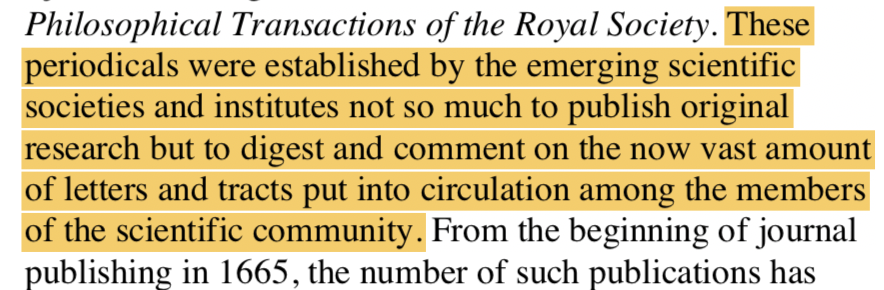 Philosophical Transactions of the Royal Society. These
periodicals were established by the emerging scientific
societies and institutes not so much to publish original
research but to digest and comment on the now vast amount
of letters and tracts put into circulation among the members
of the scientific community. From the beginning of journal
publishing in 1665, the number of such publications has